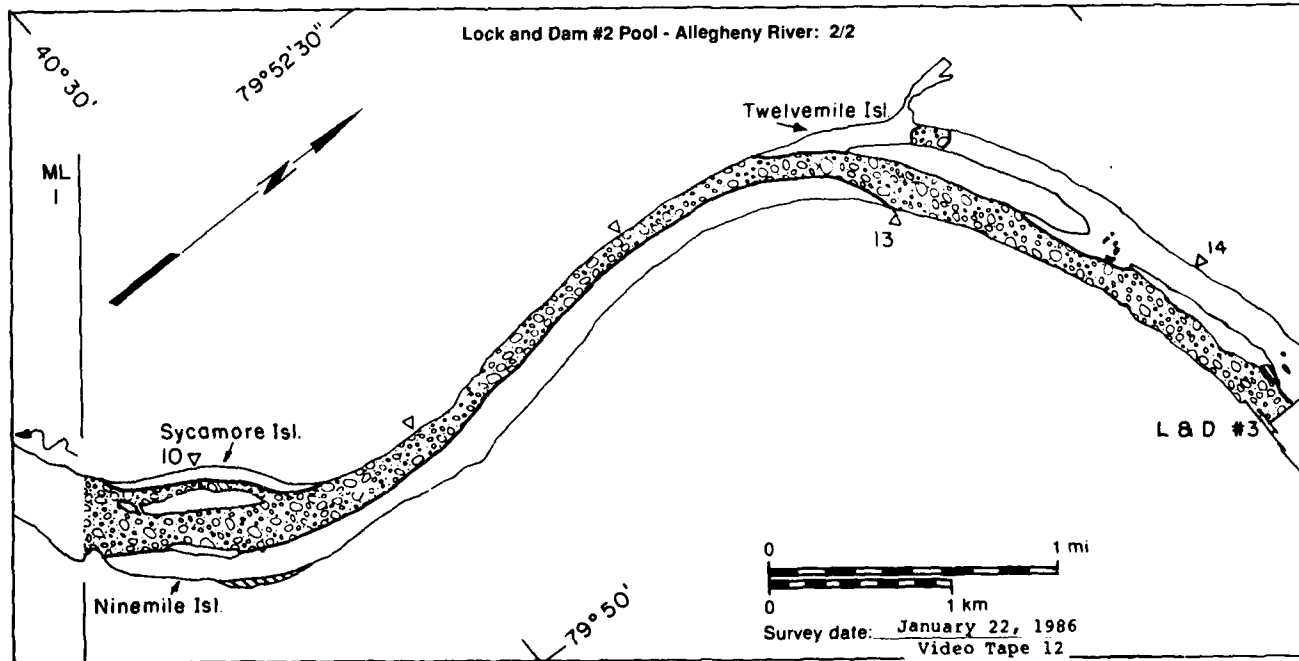 Lock and Dam #2 Pool - Allegheny River: 2/2
40°30'
79°52'30"
Twelvemile Isl.
ML
1
N
13
14
L & D #3
Sycamore Isl.
10
Ninemile Isl.
79°50'
0 1 mi
0 1 km
Survey date: January 22, 1986
Video Tape 12